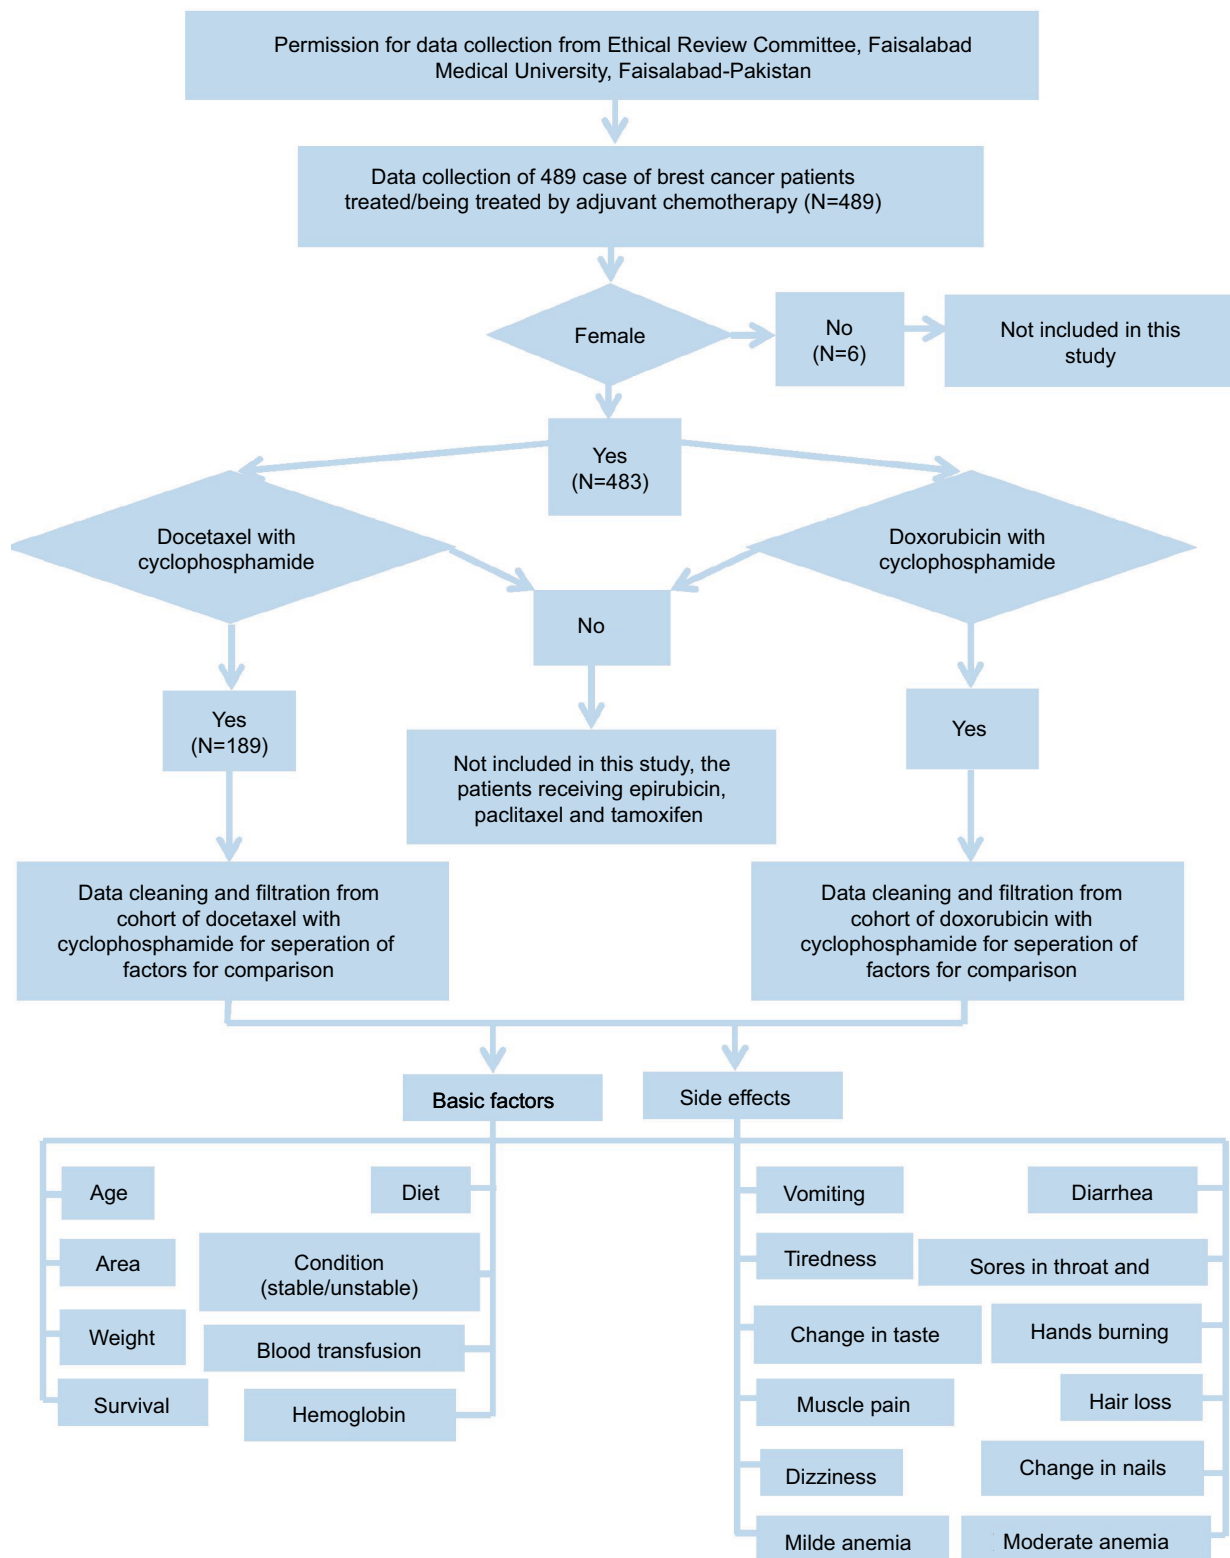 Permission for data collection from Ethical Review Committee, Faisalabad
Medical University, Faisalabad-Pakistan
Data collection of 489 case of brest cancer patients
treated/being treated by adjuvant chemotherapy (N=489)
Female
No
(N=6)
Not included in this
study
Yes
(N=483)
Docetaxel with
cyclophosphamide
Doxorubicin with
cyclophosphamide
No
Yes
(N=189)
Yes
Not included in this study, the
patients receiving epirubicin,
paclitaxel and tamoxifen
Data cleaning and filtration from
cohort of docetaxel with
cyclophosphamide for seperation of
factors for comparison
Data cleaning and filtration from
cohort of doxorubicin with
cyclophosphamide for seperation of
factors for comparison
Basic factors
Side effects
Age
Diet
Area
Condition
(stable/unstable)
Weight
Blood transfusion
Survival
Hemoglobin
Vomiting
Diarrhea
Tiredness
Sores in throat and
Change in taste
Hands burning
Muscle pain
Hair loss
Dizziness
Change in nails
Milde anemia
Moderate anemia